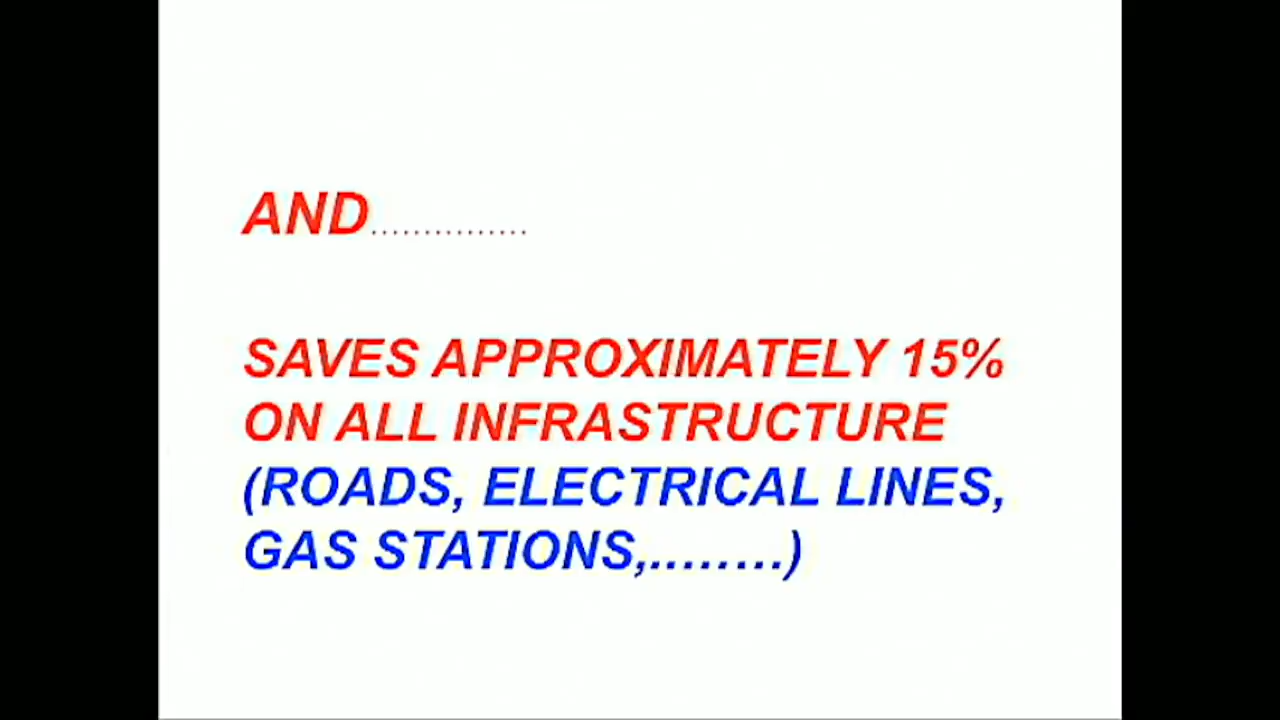 AND...............
SAVES APPROXIMATELY 15%
ON ALL INFRASTRUCTURE
(ROADS, ELECTRICAL LINES,
GAS STATIONS,........)